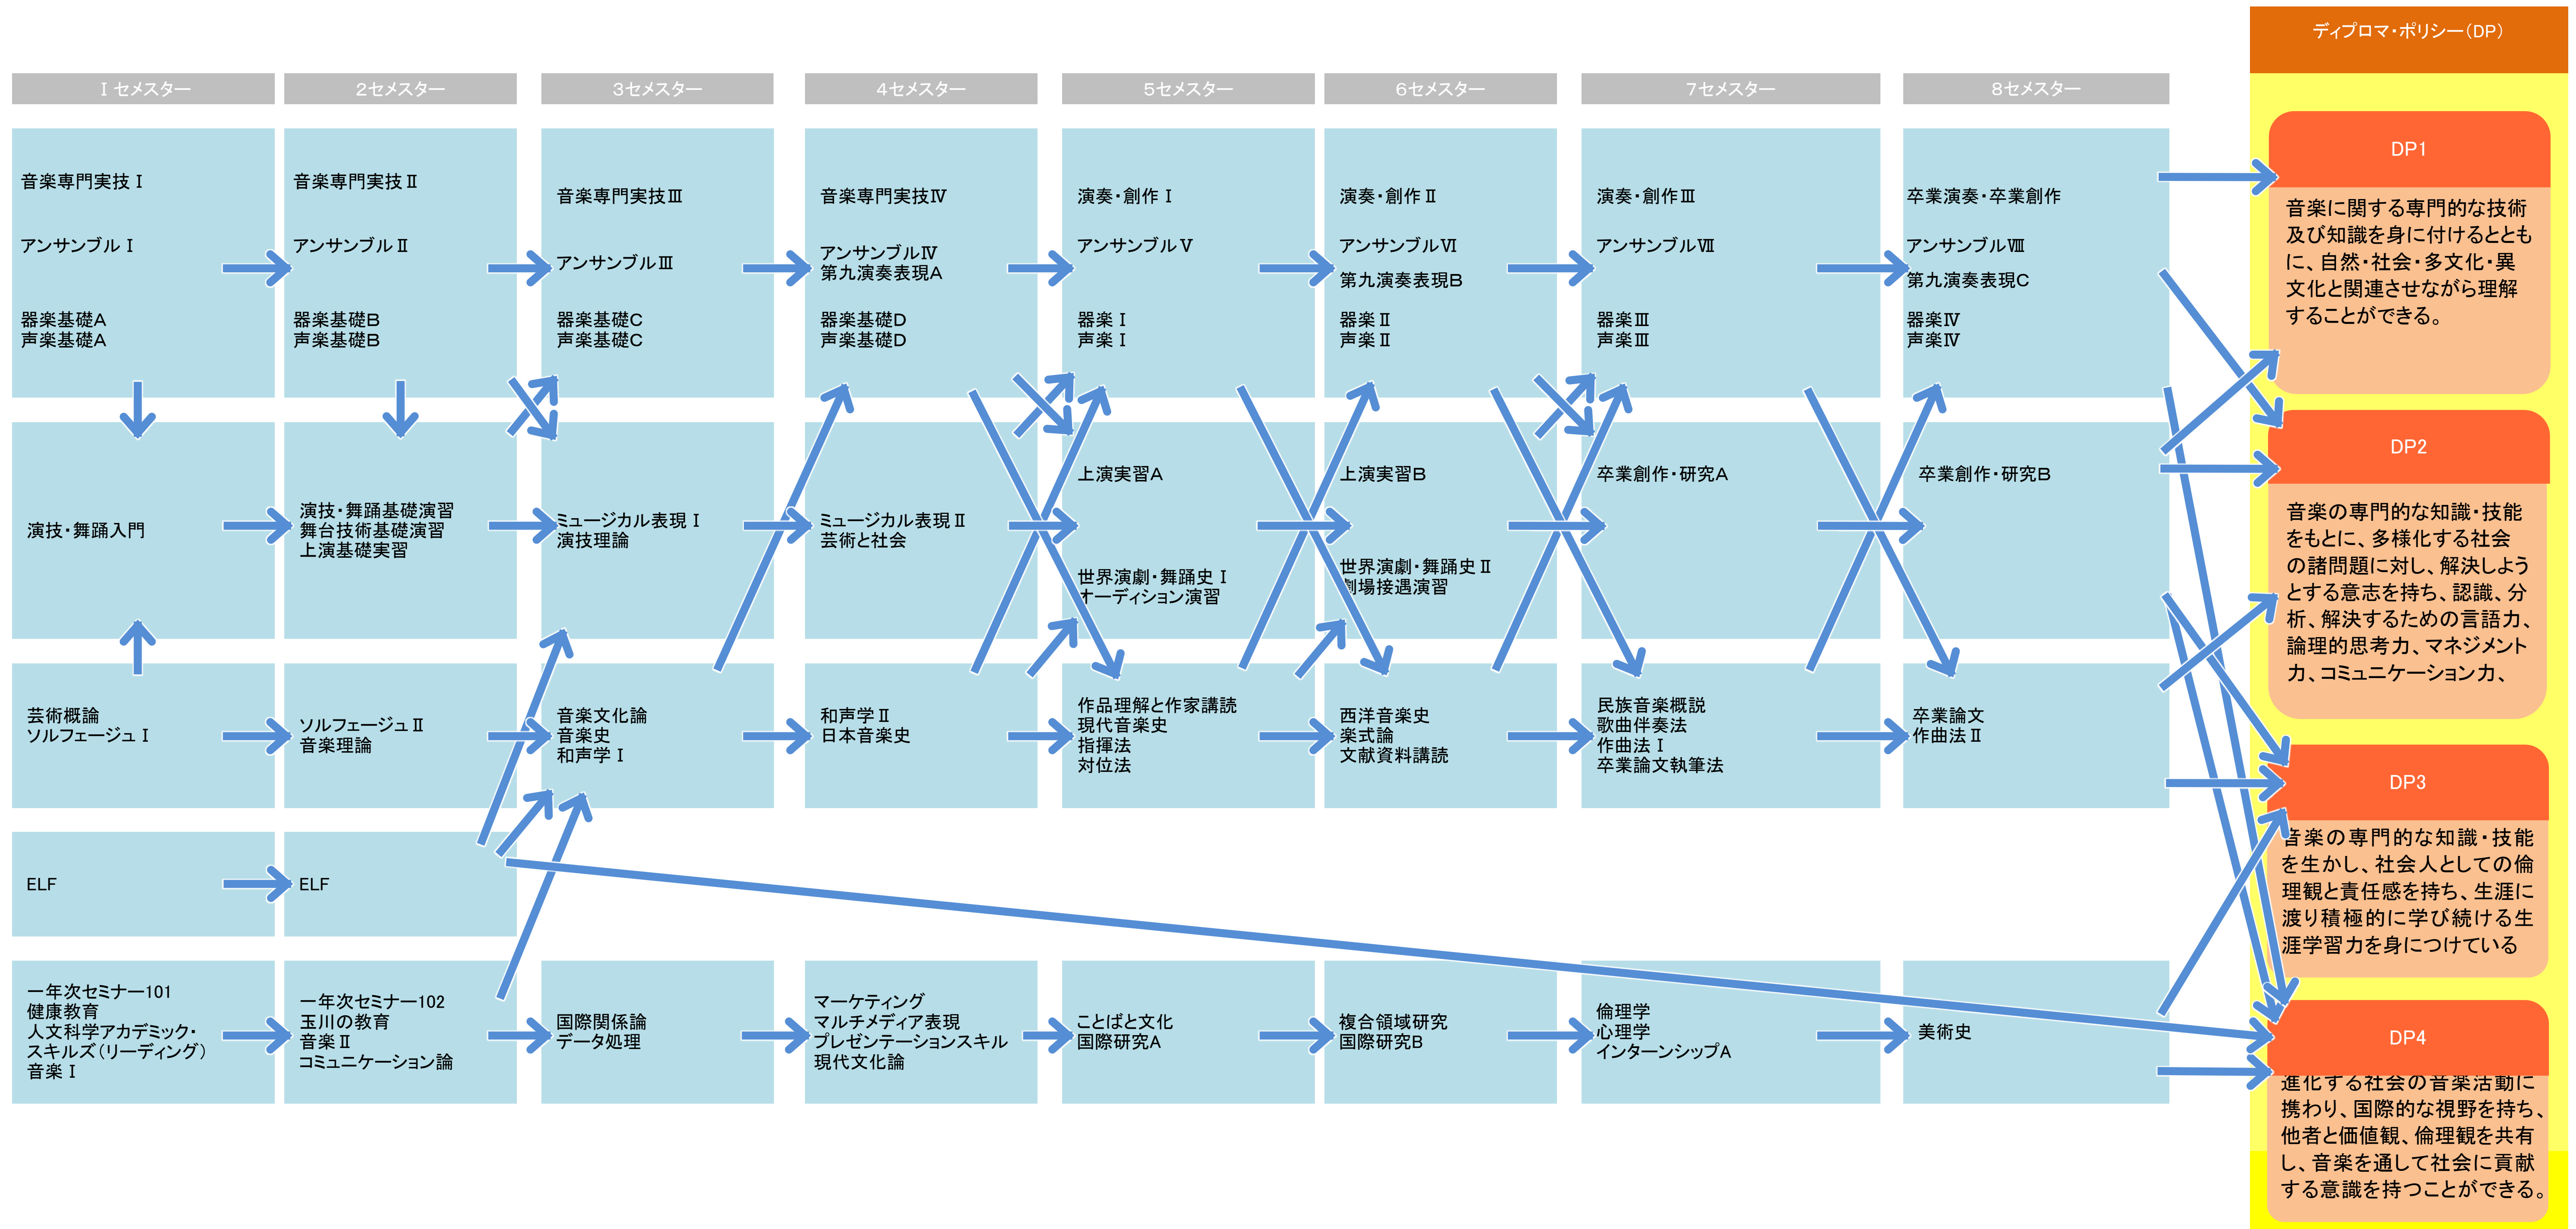 ディプロマ・ポリシー(DP)
Ⅰ セメスター
2セメスター
3セメスター
4セメスター
5セメスター
6セメスター
7セメスター
8セメスター
音楽専門実技Ⅰ
アンサンブルⅠ
器楽基礎A
声楽基礎A
音楽専門実技Ⅱ
アンサンブルⅡ
器楽基礎B
声楽基礎B
音楽専門実技Ⅲ
アンサンブルⅢ
器楽基礎C
声楽基礎C
音楽専門実技Ⅳ
アンサンブルⅣ
第九演奏表現A
器楽基礎D
声楽基礎D
演奏・創作Ⅰ
アンサンブルⅤ
器楽Ⅰ
声楽Ⅰ
演奏・創作Ⅱ
アンサンブルⅥ
第九演奏表現B
器楽Ⅱ
声楽Ⅱ
演奏・創作Ⅲ
アンサンブルⅦ
器楽Ⅲ
声楽Ⅲ
卒業演奏・卒業創作
アンサンブルⅧ
第九演奏表現C
器楽Ⅳ
声楽Ⅳ
演技・舞踊入門
演技・舞踊基礎演習
舞台技術基礎演習
上演基礎実習
ミュージカル表現Ⅰ
演技理論
ミュージカル表現Ⅱ
芸術と社会
上演実習A
世界演劇・舞踊史Ⅰ
オーディション演習
上演実習B
世界演劇・舞踊史Ⅱ
劇場接遇演習
卒業創作・研究A
卒業創作・研究B
芸術概論
ソルフェージュⅠ
ソルフェージュⅡ
音楽理論
音楽文化論
音楽史
和声学Ⅰ
和声学Ⅱ
日本音楽史
作品理解と作家講読
現代音楽史
指揮法
対位法
西洋音楽史
楽式論
文献資料講読
民族音楽概説
歌曲伴奏法
作曲法Ⅰ
卒業論文執筆法
卒業論文
作曲法Ⅱ
ELF
ELF
一年次セミナー101
健康教育
人文科学アカデミック・
スキルズ(リーディング)
音楽Ⅰ
一年次セミナー102
玉川の教育
音楽Ⅱ
コミュニケーション論
国際関係論
データ処理
マーケティング
マルチメディア表現
プレゼンテーションスキル
現代文化論
ことばと文化
国際研究A
複合領域研究
国際研究B
倫理学
心理学
インターンシップA
美術史
DP1
音楽に関する専門的な技術
及び知識を身に付けるととも
に、自然・社会・多文化・異
文化と関連させながら理解
することができる。
DP2
音楽の専門的な知識・技能
をもとに、多様化する社会
の諸問題に対し、解決しよう
とする意志を持ち、認識、分
析、解決するための言語力、
論理的思考力、マネジメント
力、コミュニケーション力、
DP3
音楽の専門的な知識・技能
を生かし、社会人としての倫
理観と責任感を持ち、生涯に
渡り積極的に学び続ける生
涯学習力を身につけている
DP4
進化する社会の音楽活動に
携わり、国際的な視野を持ち、
他者と価値観、倫理観を共有
し、音楽を通して社会に貢献
する意識を持つことができる。